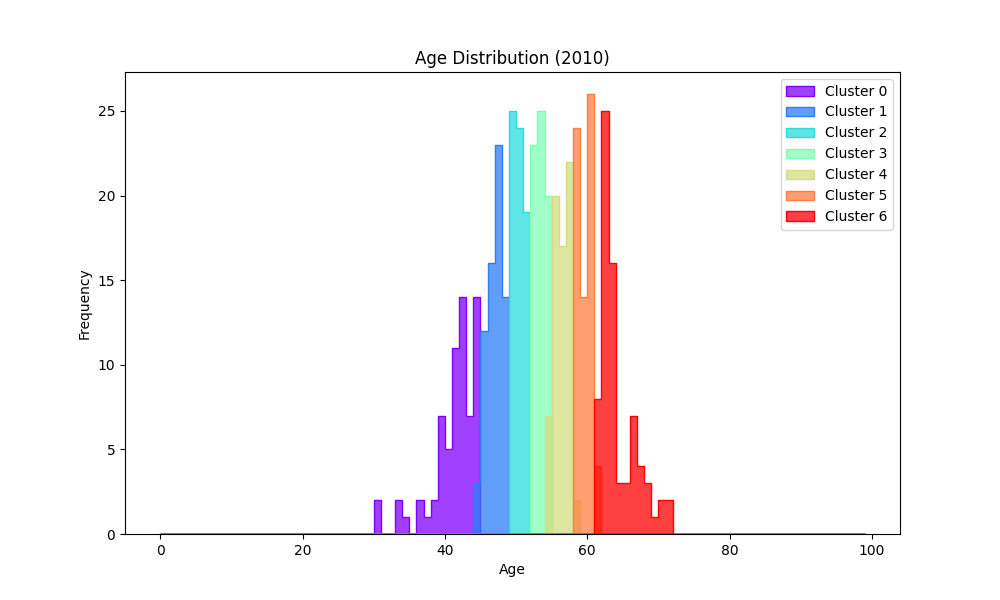 Age Distribution (2010)
Cluster 0
Cluster 1
Cluster 2
Cluster 3
Cluster 4
Cluster 5
Cluster 6
Frequency
25
20
15
10
5
0
0 20 40 60 80 100
Age